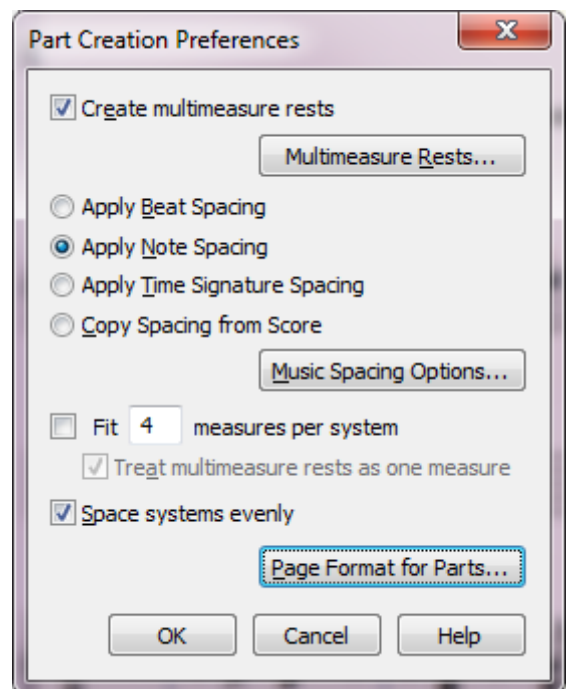 Part Creation Preferences
Create multimeasure rests
Multimeasure Rests...
Apply Beat Spacing
Apply Note Spacing
Apply Time Signature Spacing
Copy Spacing from Score
Music Spacing Options...
Fit 4 measures per system
Treat multimeasure rests as one measure
Space systems evenly
Page Format for Parts...
OK Cancel Help